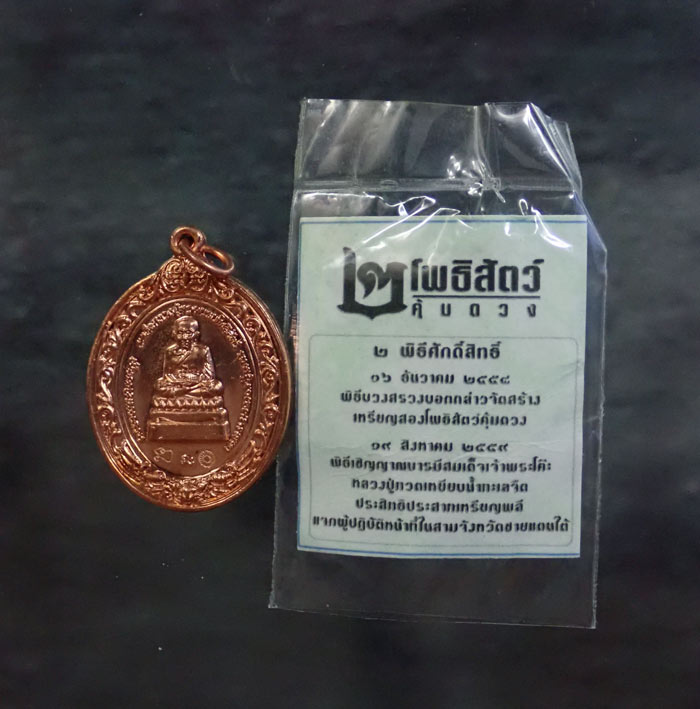 ๒ โพธิสัตว์
คุ้มดวง
๒ พิธีศักดิ์สิทธิ์
๑๖ ธันวาคม ๒๕๕๘
พิธีบวงสรวงบอกกล่าวจัดสร้าง
เหรียญสองโพธิสัตว์คุ้มดวง
๑๙ สิงหาคม ๒๕๕๙
พิธีเชิญญาณบารมีสมเด็จเจ้าพระโค๊ะ
หลวงปู่ทวดเหยียบน้ำทะเลจืด
ประสิทธิประสาทเหรียญพลี
แจกผู้ปฏิบัติหน้าที่ในสามจังหวัดชายแดนใต้